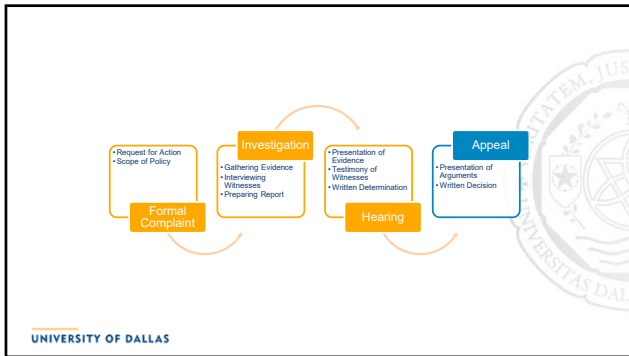 • Request for Action
• Scope of Policy
Formal
Complaint
Investigation
• Gathering Evidence
• Interviewing
Witnesses
• Preparing Report
• Presentation of
Evidence
• Testimony of
Witnesses
• Written Determination
Hearing
Appeal
• Presentation of
Arguments
• Written Decision
UNIVERSITY OF DALLAS